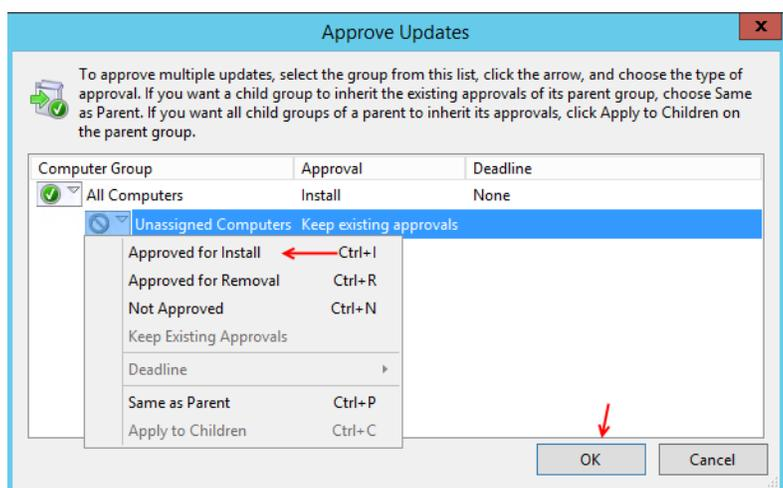 Approve Updates
x
To approve multiple updates, select the group from this list, click the arrow, and choose the type of
approval. If you want a child group to inherit the existing approvals of its parent group, choose Same
as Parent. If you want all child groups of a parent to inherit its approvals, click Apply to Children on
the parent group.
Computer Group Approval Deadline
All Computers Install None
Unassigned Computers Keep existing approvals
Approved for Install Ctrl+I
Approved for Removal Ctrl+R
Not Approved Ctrl+N
Keep Existing Approvals
Deadline
Same as Parent Ctrl+P
Apply to Children Ctrl+C
OK Cancel